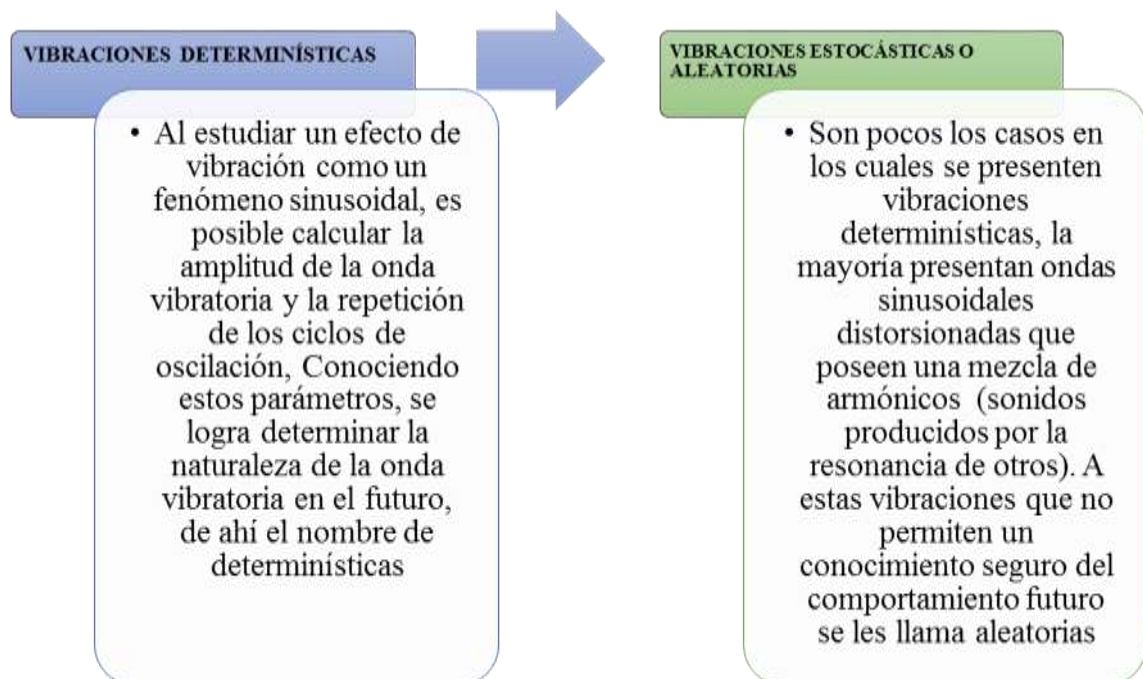 VIBRACIONES DETERMINÍSTICAS
• Al estudiar un efecto de
vibración como un
fenómeno sinusoidal, es
posible calcular la
amplitud de la onda
vibratoria y la repetición
de los ciclos de
oscilación, Conociendo
estos parámetros, se
logra determinar la
naturaleza de la onda
vibratoria en el futuro,
de ahí el nombre de
determinísticas
VIBRACIONES ESTOCÁSTICAS O
ALEATORIAS
• Son pocos los casos en
los cuales se presenten
vibraciones
determinísticas, la
mayoría presentan ondas
sinusoidales
distorsionadas que
poseen una mezcla de
armónicos (sonidos
producidos por la
resonancia de otros). A
estas vibraciones que no
permiten un
conocimiento seguro del
comportamiento futuro
se les llama aleatorias